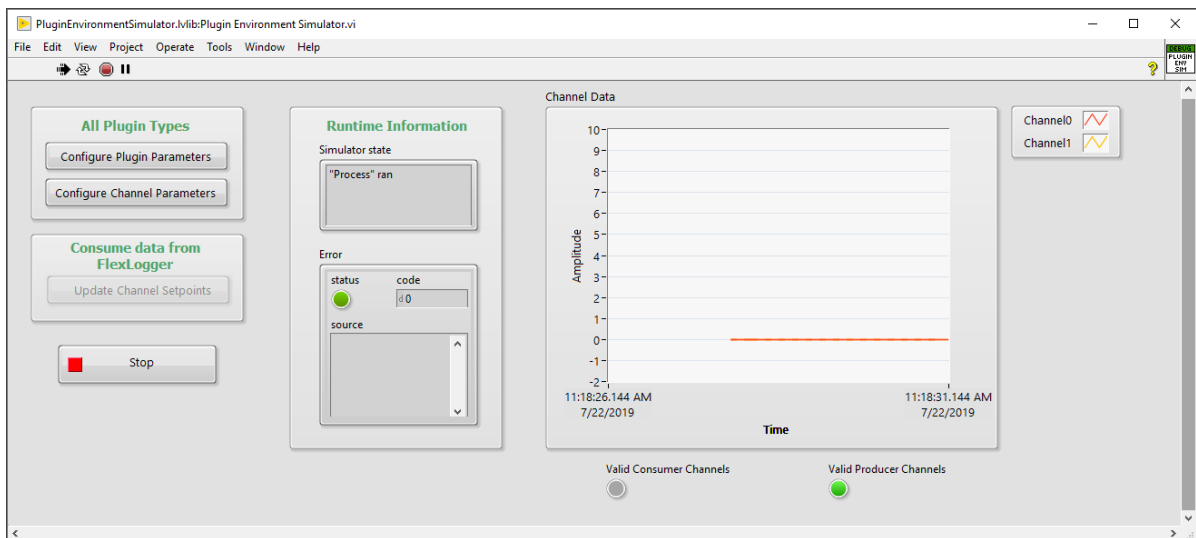 PluginEnvironmentSimulator.lvlib:Plugin Environment Simulator.vi
File Edit View Project Operate Tools Window Help
DEBUG
PLUGIN
ENV
SIM
All Plugin Types
Configure Plugin Parameters
Configure Channel Parameters
Consume data from
FlexLogger
Update Channel Setpoints
Stop
Runtime Information
Simulator state
"Process" ran
Error
status code
d 0
source
Channel Data
10
9
8
7
6
5
4
3
2
1
0
-1
-2
Amplitude
11:18:26.144 AM
7/22/2019
11:18:31.144 AM
7/22/2019
Time
Channel0
Channel1
Valid Consumer Channels
Valid Producer Channels